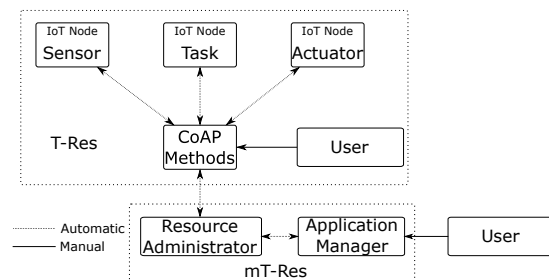 IoT Node IoT Node IoT Node
Sensor Task Actuator
T-Res
CoAP
Methods
User
Automatic
Manual
Resource
Administrator
Application
Manager
User
mT-Res